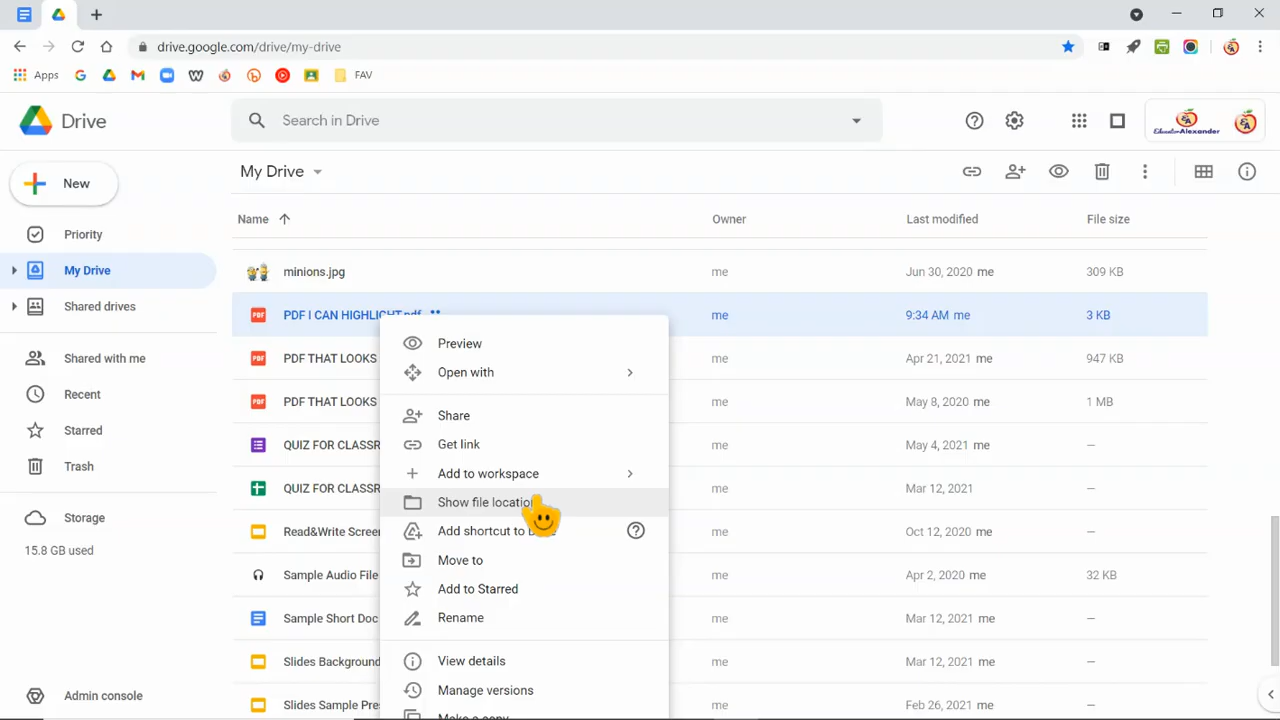 drive.google.com/drive/my-drive
Apps
FAV
Drive
Search in Drive
Educator Alexander
New
My Drive
Name Owner Last modified File size
Priority
My Drive
Shared drives
Shared with me
Recent
Starred
Trash
Storage
15.8 GB used
Admin console
minions.jpg me Jun 30, 2020 me 309 KB
PDF I CAN HIGHLIGHT.pdf me 9:34 AM me 3 KB
PDF THAT LOOKS me Apr 21, 2021 me 947 KB
PDF THAT LOOKS me May 8, 2020 me 1 MB
QUIZ FOR CLASSR me May 4, 2021 me –
QUIZ FOR CLASSR me Mar 12, 2021 –
Read&Write Screen me Oct 12, 2020 me –
Sample Audio File me Apr 2, 2020 me 32 KB
Sample Short Doc me Mar 12, 2021 me –
Slides Background me Mar 12, 2021 me –
Slides Sample Pres me Feb 26, 2021 me –
Preview
Open with
Share
Get link
Add to workspace
Show file location
Add shortcut to
Move to
Add to Starred
Rename
View details
Manage versions
Make a copy